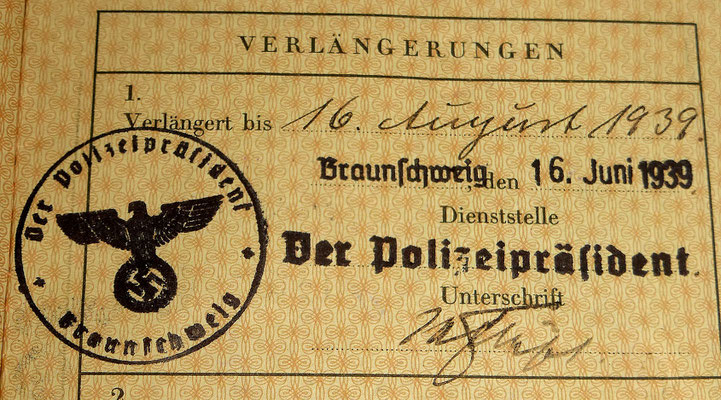 VERLÄNGERUNGEN
1.
Verlängert bis 16. August 1939.
Braunſchweig, den 16. Juni 1939
Dienststelle
Der Polizeipräſident.
Unterschrift
Der Polizeipräſident
Braunſchweig
2.